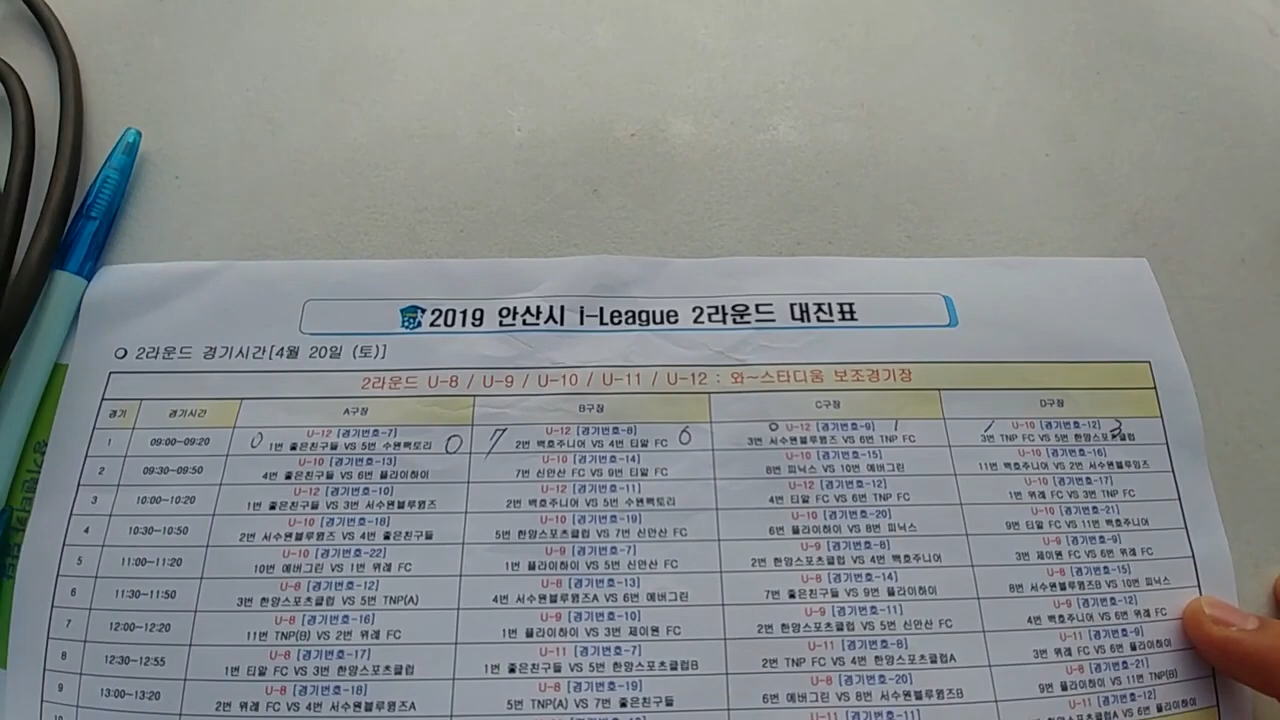 2019 안산시 i-League 2라운드 대진표
2라운드 경기시간[4월 20일 (토)]
2라운드 U-8 / U-9 / U-10 / U-11 / U-12 : 와~스타디움 보조경기장
경기 경기시간 A구장 B구장 C구장 D구장
1 09:00~09:20 0 U-12 [경기번호-7] 0 7 U-12 [경기번호-8] 6 0 U-12 [경기번호-9] 1 1 U-10 [경기번호-12] 3
1번 좋은친구들 VS 5번 수원팩토리 2번 백호주니어 VS 4번 티알 FC 3번 서수원블루윙즈 VS 6번 TNP FC 3번 TNP FC VS 5번 한양스포츠클럽
2 09:30~09:50 U-10 [경기번호-13] U-10 [경기번호-14] U-10 [경기번호-15] U-10 [경기번호-16]
4번 좋은친구들 VS 6번 플라이하이 7번 신안산 FC VS 9번 티알 FC 8번 피닉스 VS 10번 에버그린 11번 백호주니어 VS 2번 서수원블루윙즈
3 10:00~10:20 U-12 [경기번호-10] U-12 [경기번호-11] U-12 [경기번호-12] U-10 [경기번호-17]
1번 좋은친구들 VS 3번 서수원블루윙즈 2번 백호주니어 VS 5번 수원팩토리 4번 티알 FC VS 6번 TNP FC 1번 위례 FC VS 3번 TNP FC
4 10:30~10:50 U-10 [경기번호-18] U-10 [경기번호-19] U-10 [경기번호-20] U-10 [경기번호-21]
2번 서수원블루윙즈 VS 4번 좋은친구들 5번 한양스포츠클럽 VS 7번 신안산 FC 6번 플라이하이 VS 8번 피닉스 9번 티알 FC VS 11번 백호주니어
5 11:00~11:20 U-10 [경기번호-22] U-9 [경기번호-7] U-9 [경기번호-8] U-9 [경기번호-9]
10번 에버그린 VS 1번 위례 FC 1번 플라이하이 VS 5번 신안산 FC 2번 한양스포츠클럽 VS 4번 백호주니어 3번 제이원 FC VS 6번 위례 FC
6 11:30~11:50 U-8 [경기번호-12] U-8 [경기번호-13] U-8 [경기번호-14] U-8 [경기번호-15]
3번 한양스포츠클럽 VS 5번 TNP(A) 4번 서수원블루윙즈A VS 6번 에버그린 7번 좋은친구들 VS 9번 플라이하이 8번 서수원블루윙즈B VS 10번 피닉스
7 12:00~12:20 U-8 [경기번호-16] U-9 [경기번호-10] U-9 [경기번호-11] U-9 [경기번호-12]
11번 TNP(B) VS 2번 위례 FC 1번 플라이하이 VS 3번 제이원 FC 2번 한양스포츠클럽 VS 5번 신안산 FC 4번 백호주니어 VS 6번 위례 FC
8 12:30~12:55 U-8 [경기번호-17] U-11 [경기번호-7] U-11 [경기번호-8] U-11 [경기번호-9]
1번 티알 FC VS 3번 한양스포츠클럽 1번 좋은친구들 VS 5번 한양스포츠클럽B 2번 TNP FC VS 4번 한양스포츠클럽A 3번 위례 FC VS 6번 플라이하이
9 13:00~13:20 U-8 [경기번호-18] U-8 [경기번호-19] U-8 [경기번호-20] U-8 [경기번호-21]
2번 위례 FC VS 4번 서수원블루윙즈A 5번 TNP(A) VS 7번 좋은친구들 6번 에버그린 VS 8번 서수원블루윙즈B 9번 플라이하이 VS 11번 TNP(B)
U-11 [경기번호-11] U-11 [경기번호-12]
VS 6번 플라이하이